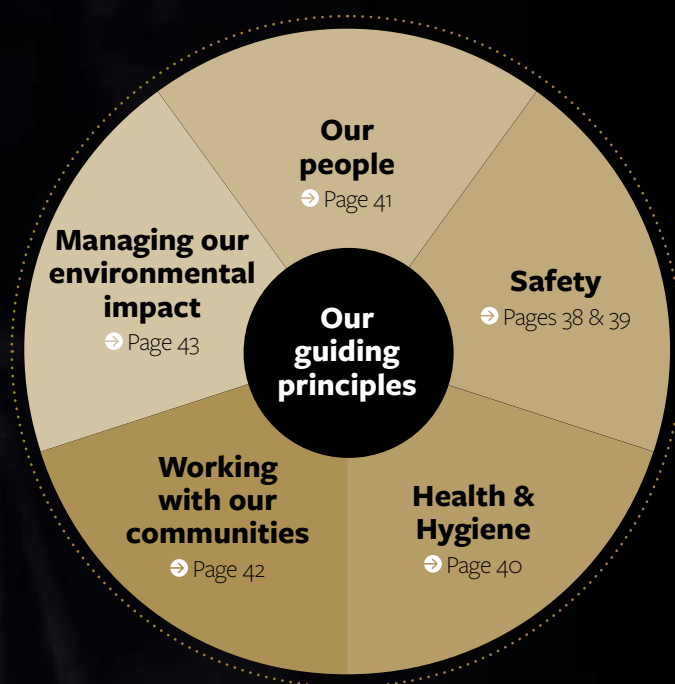 Our
people
Page 41
Safety
Pages 38 & 39
Health &
Hygiene
Page 40
Working
with our
communities
Page 42
Managing our
environmental
impact
Page 43
Our
guiding
principles